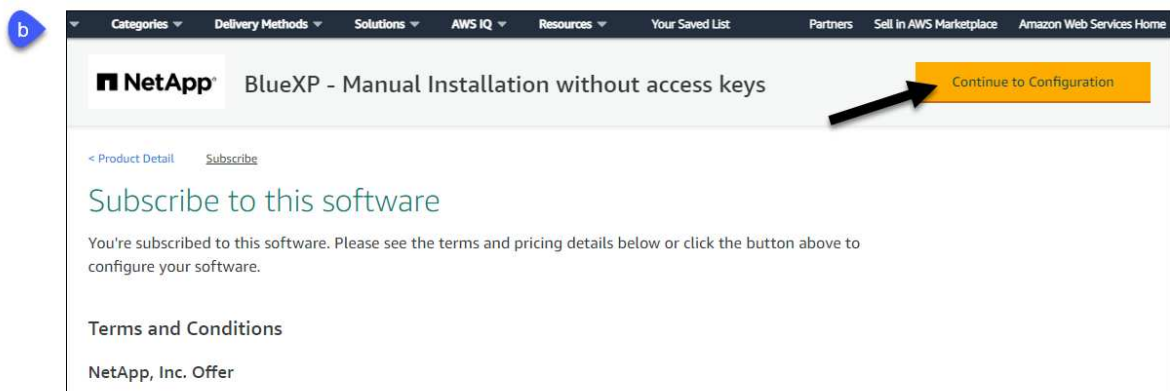 b
Categories Delivery Methods Solutions AWS IQ Resources Your Saved List Partners Sell in AWS Marketplace Amazon Web Services Home
NetApp® BlueXP - Manual Installation without access keys Continue to Configuration
< Product Detail Subscribe
Subscribe to this software
You're subscribed to this software. Please see the terms and pricing details below or click the button above to
configure your software.
Terms and Conditions
NetApp, Inc. Offer